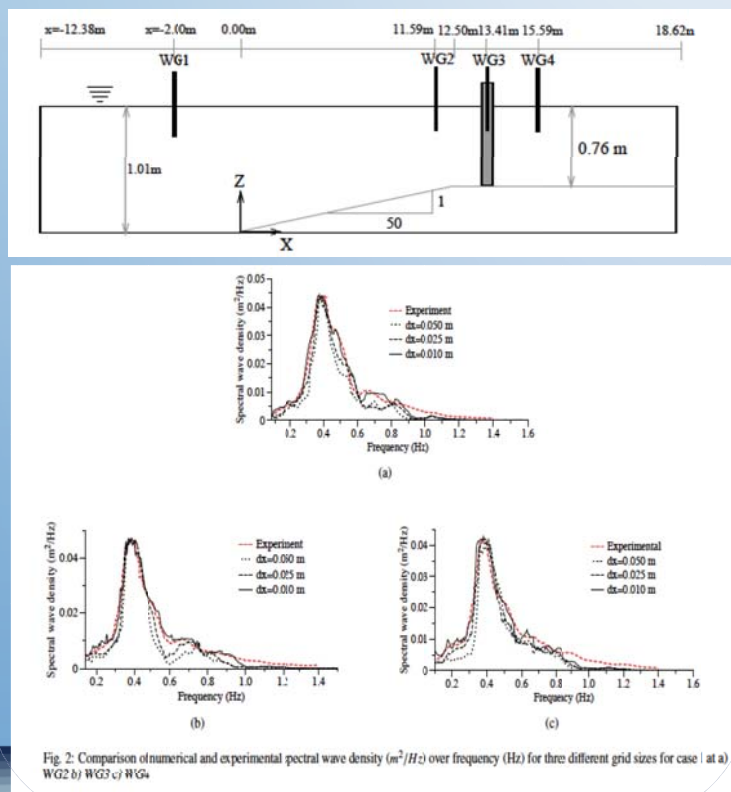 x=-12.38m x=-2.00m 0.00m 11.59m 12.50m 13.41m 15.59m 18.62n
WG1 WG2 WG3 WG4
1.01m
0.76 m
Z
1
50
X
Spectral wave density (m²/Hz)
0.05
0.04
0.03
0.02
0.01
0
Experiment
dx=0.050 m
dx=0.025 m
dx=0.010 m
0.2 0.4 0.6 0.8 1.0 1.2 1.4 1.6
Frequency (Hz)
(a)
Spectral wave density (m²/Hz)
0.04
0.02
0
Experiment
dx=0.050 m
dx=0.025 m
dx=0.010 m
0.2 0.4 0.6 0.8 1.0 1.2 1.4
Frequency (Hz)
(b)
Spectral wave density (m²/Hz)
0.04
0.03
0.02
0.01
0
Experimental
dx=0.050 m
dx=0.025 m
dx=0.010 m
0.2 0.4 0.6 0.8 1.0 1.2 1.4 1.6
Frequency (Hz)
(c)
Fig. 2: Comparison of numerical and experimental spectral wave density (m²/Hz) over frequency (Hz) for three different grid sizes for case 1 at a)
WG2 b) WG3 c) WG4